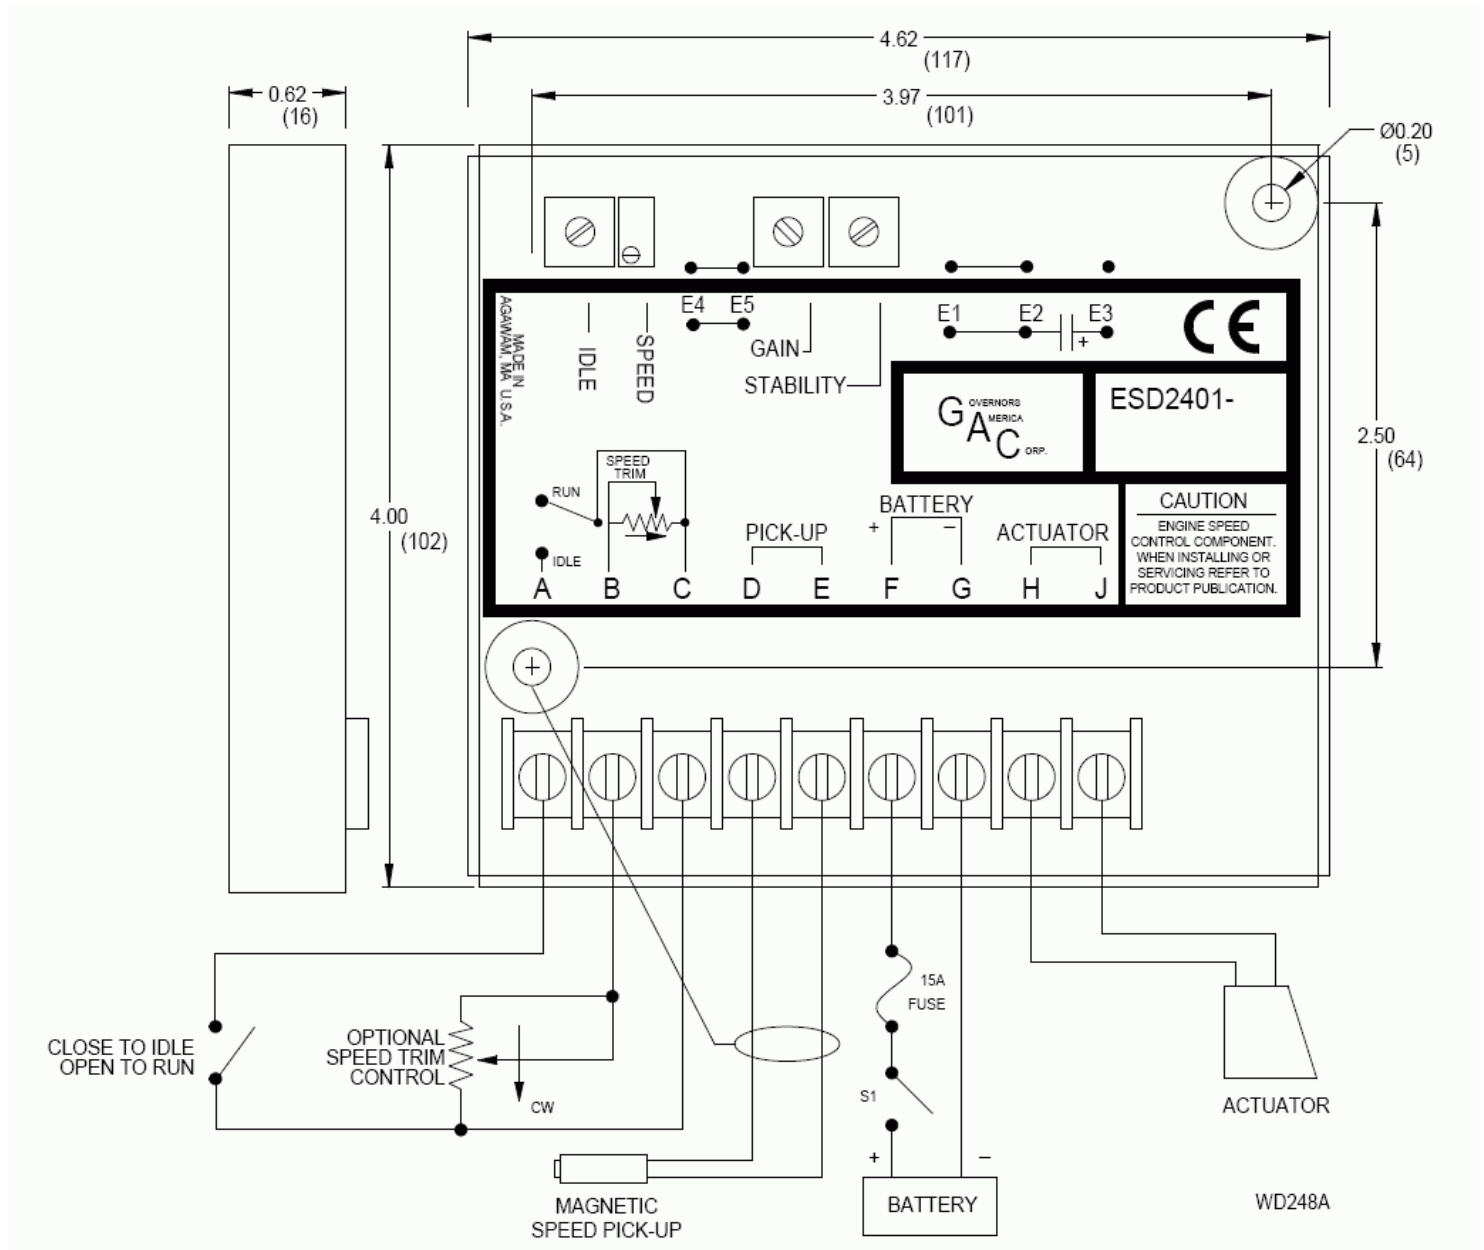 4.62
(117)
0.62
(16)
3.97
(101)
Ø0.20
(5)
E4 E5
E1 E2 E3
+
CE
MADE IN
AGAWAM, MA U.S.A.
IDLE
SPEED
GAIN
STABILITY
GOVERNORS
AMERICA
CORP.
ESD2401-
2.50
(64)
4.00
(102)
SPEED
TRIM
RUN
IDLE
PICK-UP
BATTERY
+ –
ACTUATOR
CAUTION
ENGINE SPEED
CONTROL COMPONENT.
WHEN INSTALLING OR
SERVICING REFER TO
PRODUCT PUBLICATION.
A B C D E F G H J
15A
FUSE
CLOSE TO IDLE
OPEN TO RUN
OPTIONAL
SPEED TRIM
CONTROL
CW
S1
ACTUATOR
+ –
BATTERY
MAGNETIC
SPEED PICK-UP
WD248A